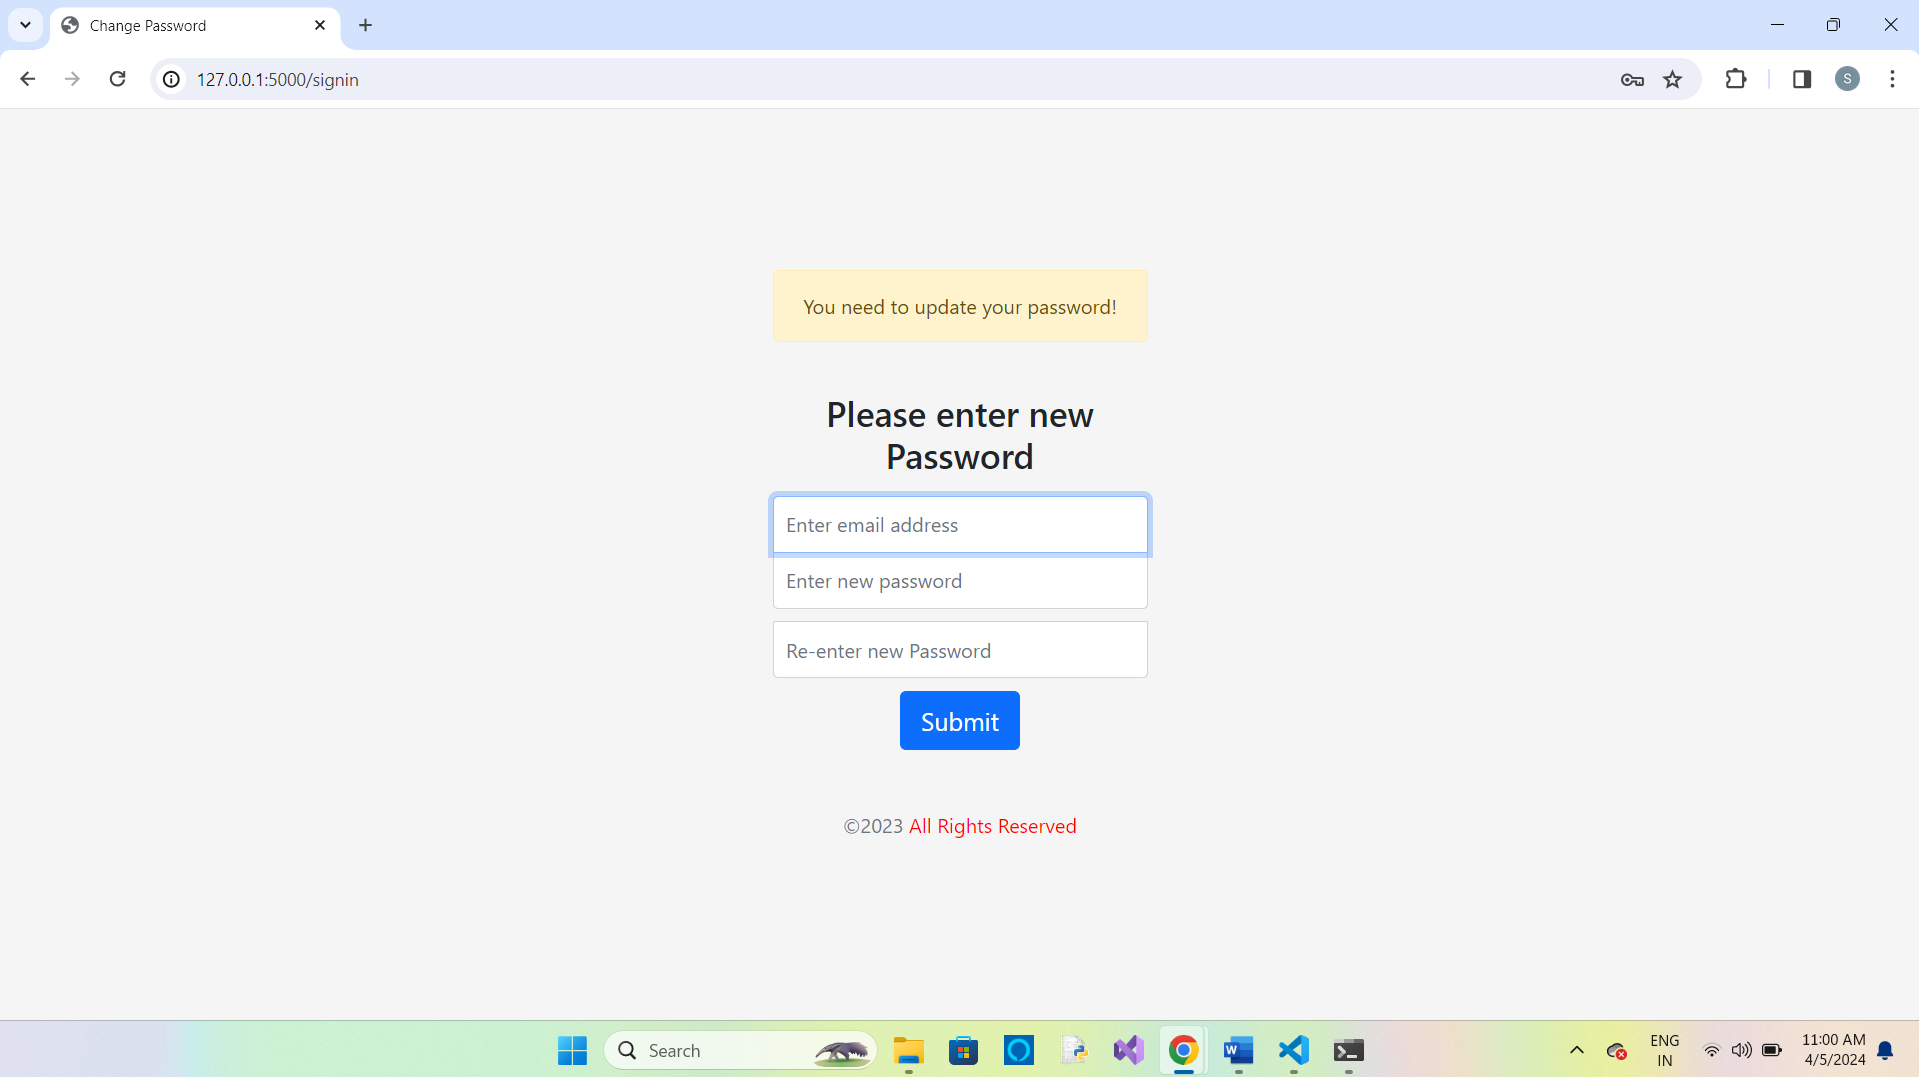 Change Password
127.0.0.1:5000/signin
S
You need to update your password!
Please enter new
Password
Enter email address
Enter new password
Re-enter new Password
Submit
©2023 All Rights Reserved
Search
W
ENG
IN
11:00 AM
4/5/2024